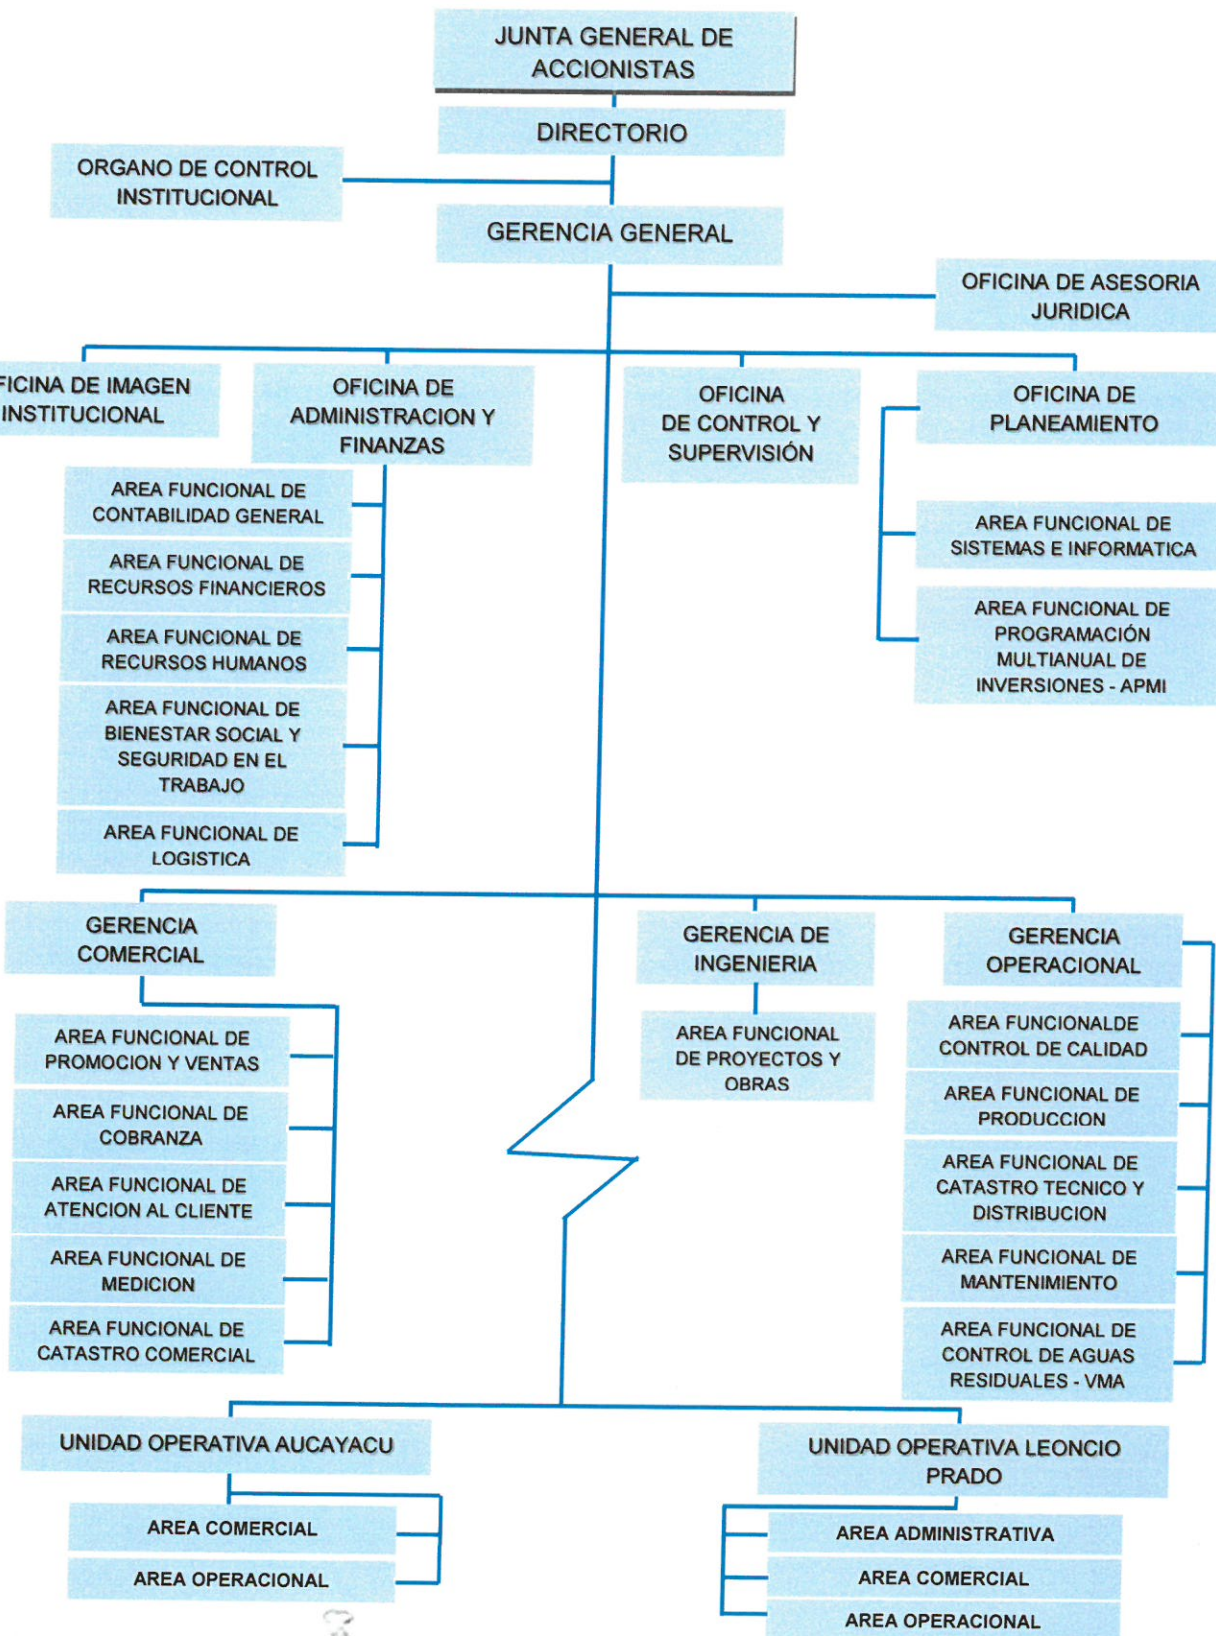 JUNTA GENERAL DE
ACCIONISTAS
DIRECTORIO
ORGANO DE CONTROL
INSTITUCIONAL
GERENCIA GENERAL
OFICINA DE ASESORIA
JURIDICA
FICINA DE IMAGEN
INSTITUCIONAL
OFICINA DE
ADMINISTRACION Y
FINANZAS
OFICINA
DE CONTROL Y
SUPERVISIÓN
OFICINA DE
PLANEAMIENTO
AREA FUNCIONAL DE
CONTABILIDAD GENERAL
AREA FUNCIONAL DE
RECURSOS FINANCIEROS
AREA FUNCIONAL DE
RECURSOS HUMANOS
AREA FUNCIONAL DE
BIENESTAR SOCIAL Y
SEGURIDAD EN EL
TRABAJO
AREA FUNCIONAL DE
LOGISTICA
AREA FUNCIONAL DE
SISTEMAS E INFORMATICA
AREA FUNCIONAL DE
PROGRAMACIÓN
MULTIANUAL DE
INVERSIONES - APMI
GERENCIA
COMERCIAL
GERENCIA DE
INGENIERIA
GERENCIA
OPERACIONAL
AREA FUNCIONAL DE
PROMOCION Y VENTAS
AREA FUNCIONAL DE
COBRANZA
AREA FUNCIONAL DE
ATENCION AL CLIENTE
AREA FUNCIONAL DE
MEDICION
AREA FUNCIONAL DE
CATASTRO COMERCIAL
AREA FUNCIONAL
DE PROYECTOS Y
OBRAS
AREA FUNCIONALDE
CONTROL DE CALIDAD
AREA FUNCIONAL DE
PRODUCCION
AREA FUNCIONAL DE
CATASTRO TECNICO Y
DISTRIBUCION
AREA FUNCIONAL DE
MANTENIMIENTO
AREA FUNCIONAL DE
CONTROL DE AGUAS
RESIDUALES - VMA
UNIDAD OPERATIVA AUCAYACU
AREA COMERCIAL
AREA OPERACIONAL
UNIDAD OPERATIVA LEONCIO
PRADO
AREA ADMINISTRATIVA
AREA COMERCIAL
AREA OPERACIONAL